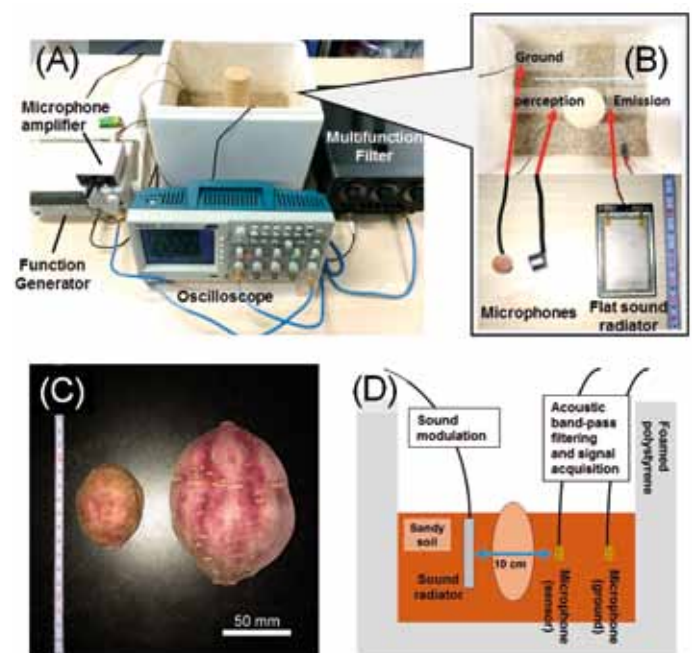 (A)
Microphone
amplifier
Multifunction
Filter
Function
Generator
Oscilloscope
(B)
Ground
perception
Emission
Microphones
Flat sound
radiator
(C)
50 mm
(D)
Sound
modulation
Acoustic
band-pass
filtering
and signal
acquisition
Foamed
polystyrene
Sandy
soil
10 cm
Sound
radiator
Microphone
(sensor)
Microphone
(ground)